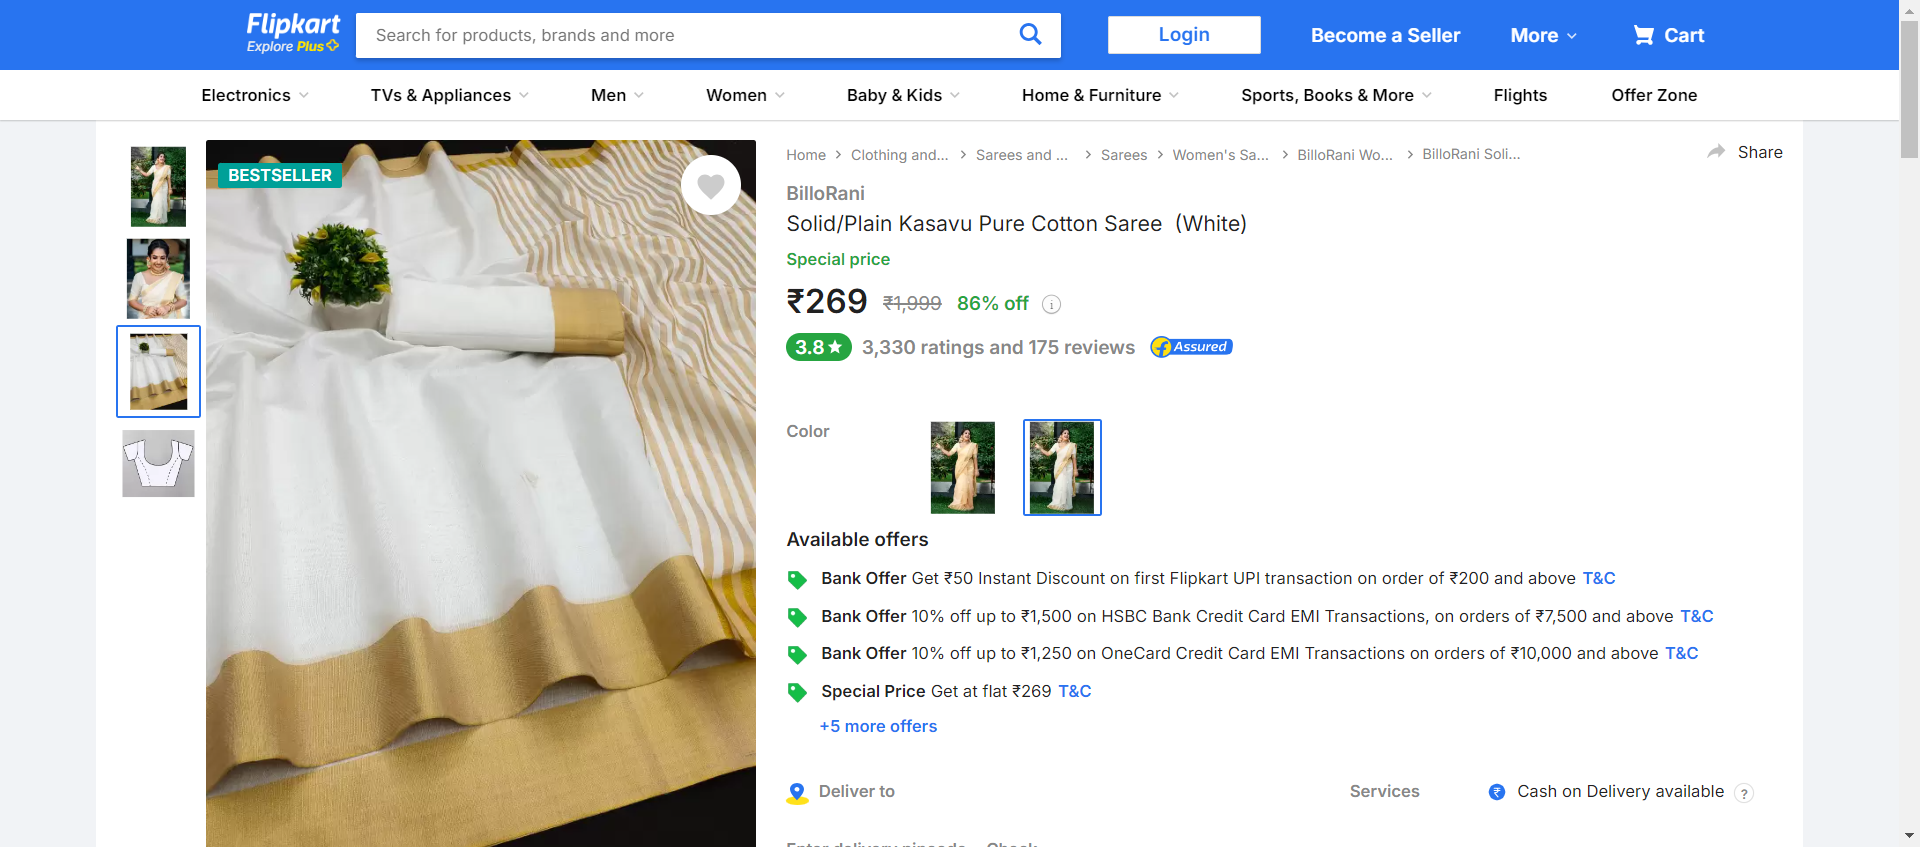 Flipkart
Explore Plus
Search for products, brands and more
Login
Become a Seller
More
Cart
Electronics
TVs & Appliances
Men
Women
Baby & Kids
Home & Furniture
Sports, Books & More
Flights
Offer Zone
BESTSELLER
Home
Clothing and...
Sarees and ...
Sarees
Women's Sa...
BilloRani Wo...
BilloRani Soli...
Share
BilloRani
Solid/Plain Kasavu Pure Cotton Saree (White)
Special price
₹269 ₹1,999 86% off
3.8 3,330 ratings and 175 reviews Assured
Color
Available offers
Bank Offer Get ₹50 Instant Discount on first Flipkart UPI transaction on order of ₹200 and above T&C
Bank Offer 10% off up to ₹1,500 on HSBC Bank Credit Card EMI Transactions, on orders of ₹7,500 and above T&C
Bank Offer 10% off up to ₹1,250 on OneCard Credit Card EMI Transactions on orders of ₹10,000 and above T&C
Special Price Get at flat ₹269 T&C
+5 more offers
Deliver to
Services
Cash on Delivery available ?
Enter delivery pincode Check